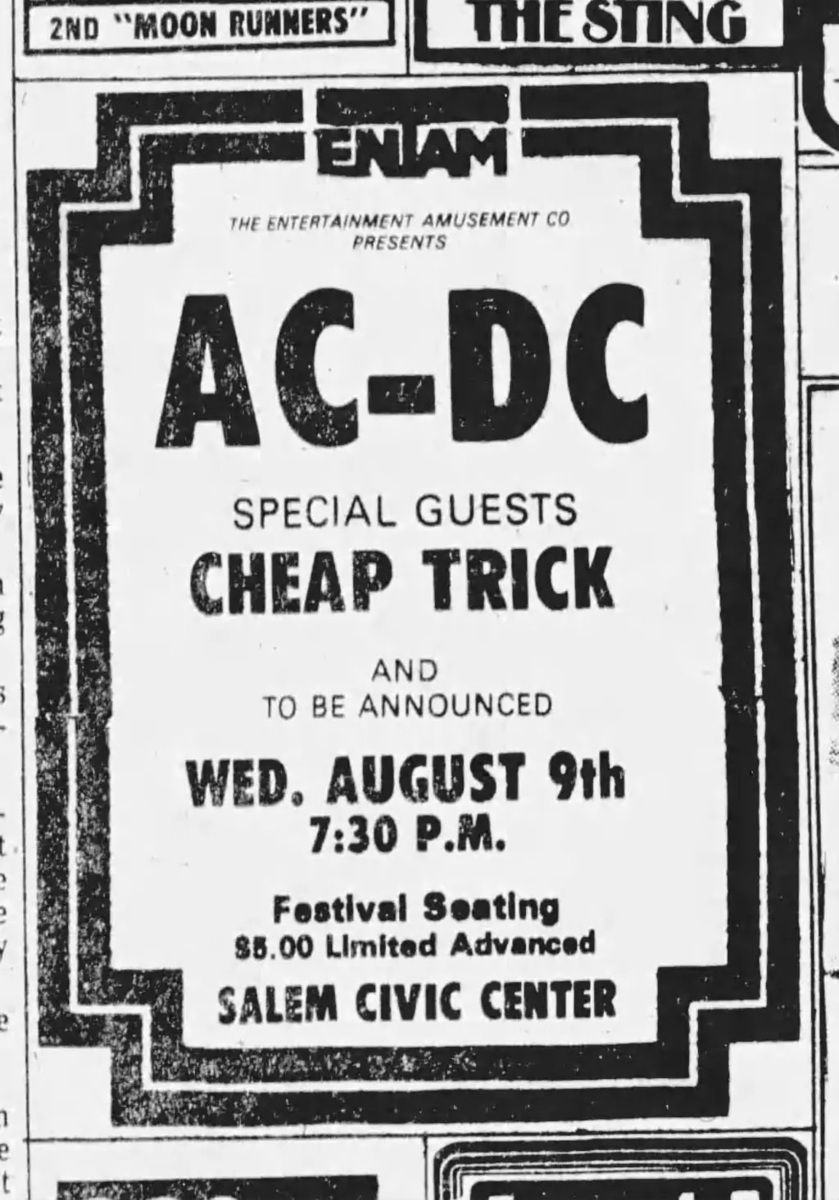 2ND "MOON RUNNERS"
THE STING
ENTAM
THE ENTERTAINMENT AMUSEMENT CO
PRESENTS
AC-DC
SPECIAL GUESTS
CHEAP TRICK
AND
TO BE ANNOUNCED
WED. AUGUST 9th
7:30 P.M.
Festival Seating
$5.00 Limited Advanced
SALEM CIVIC CENTER